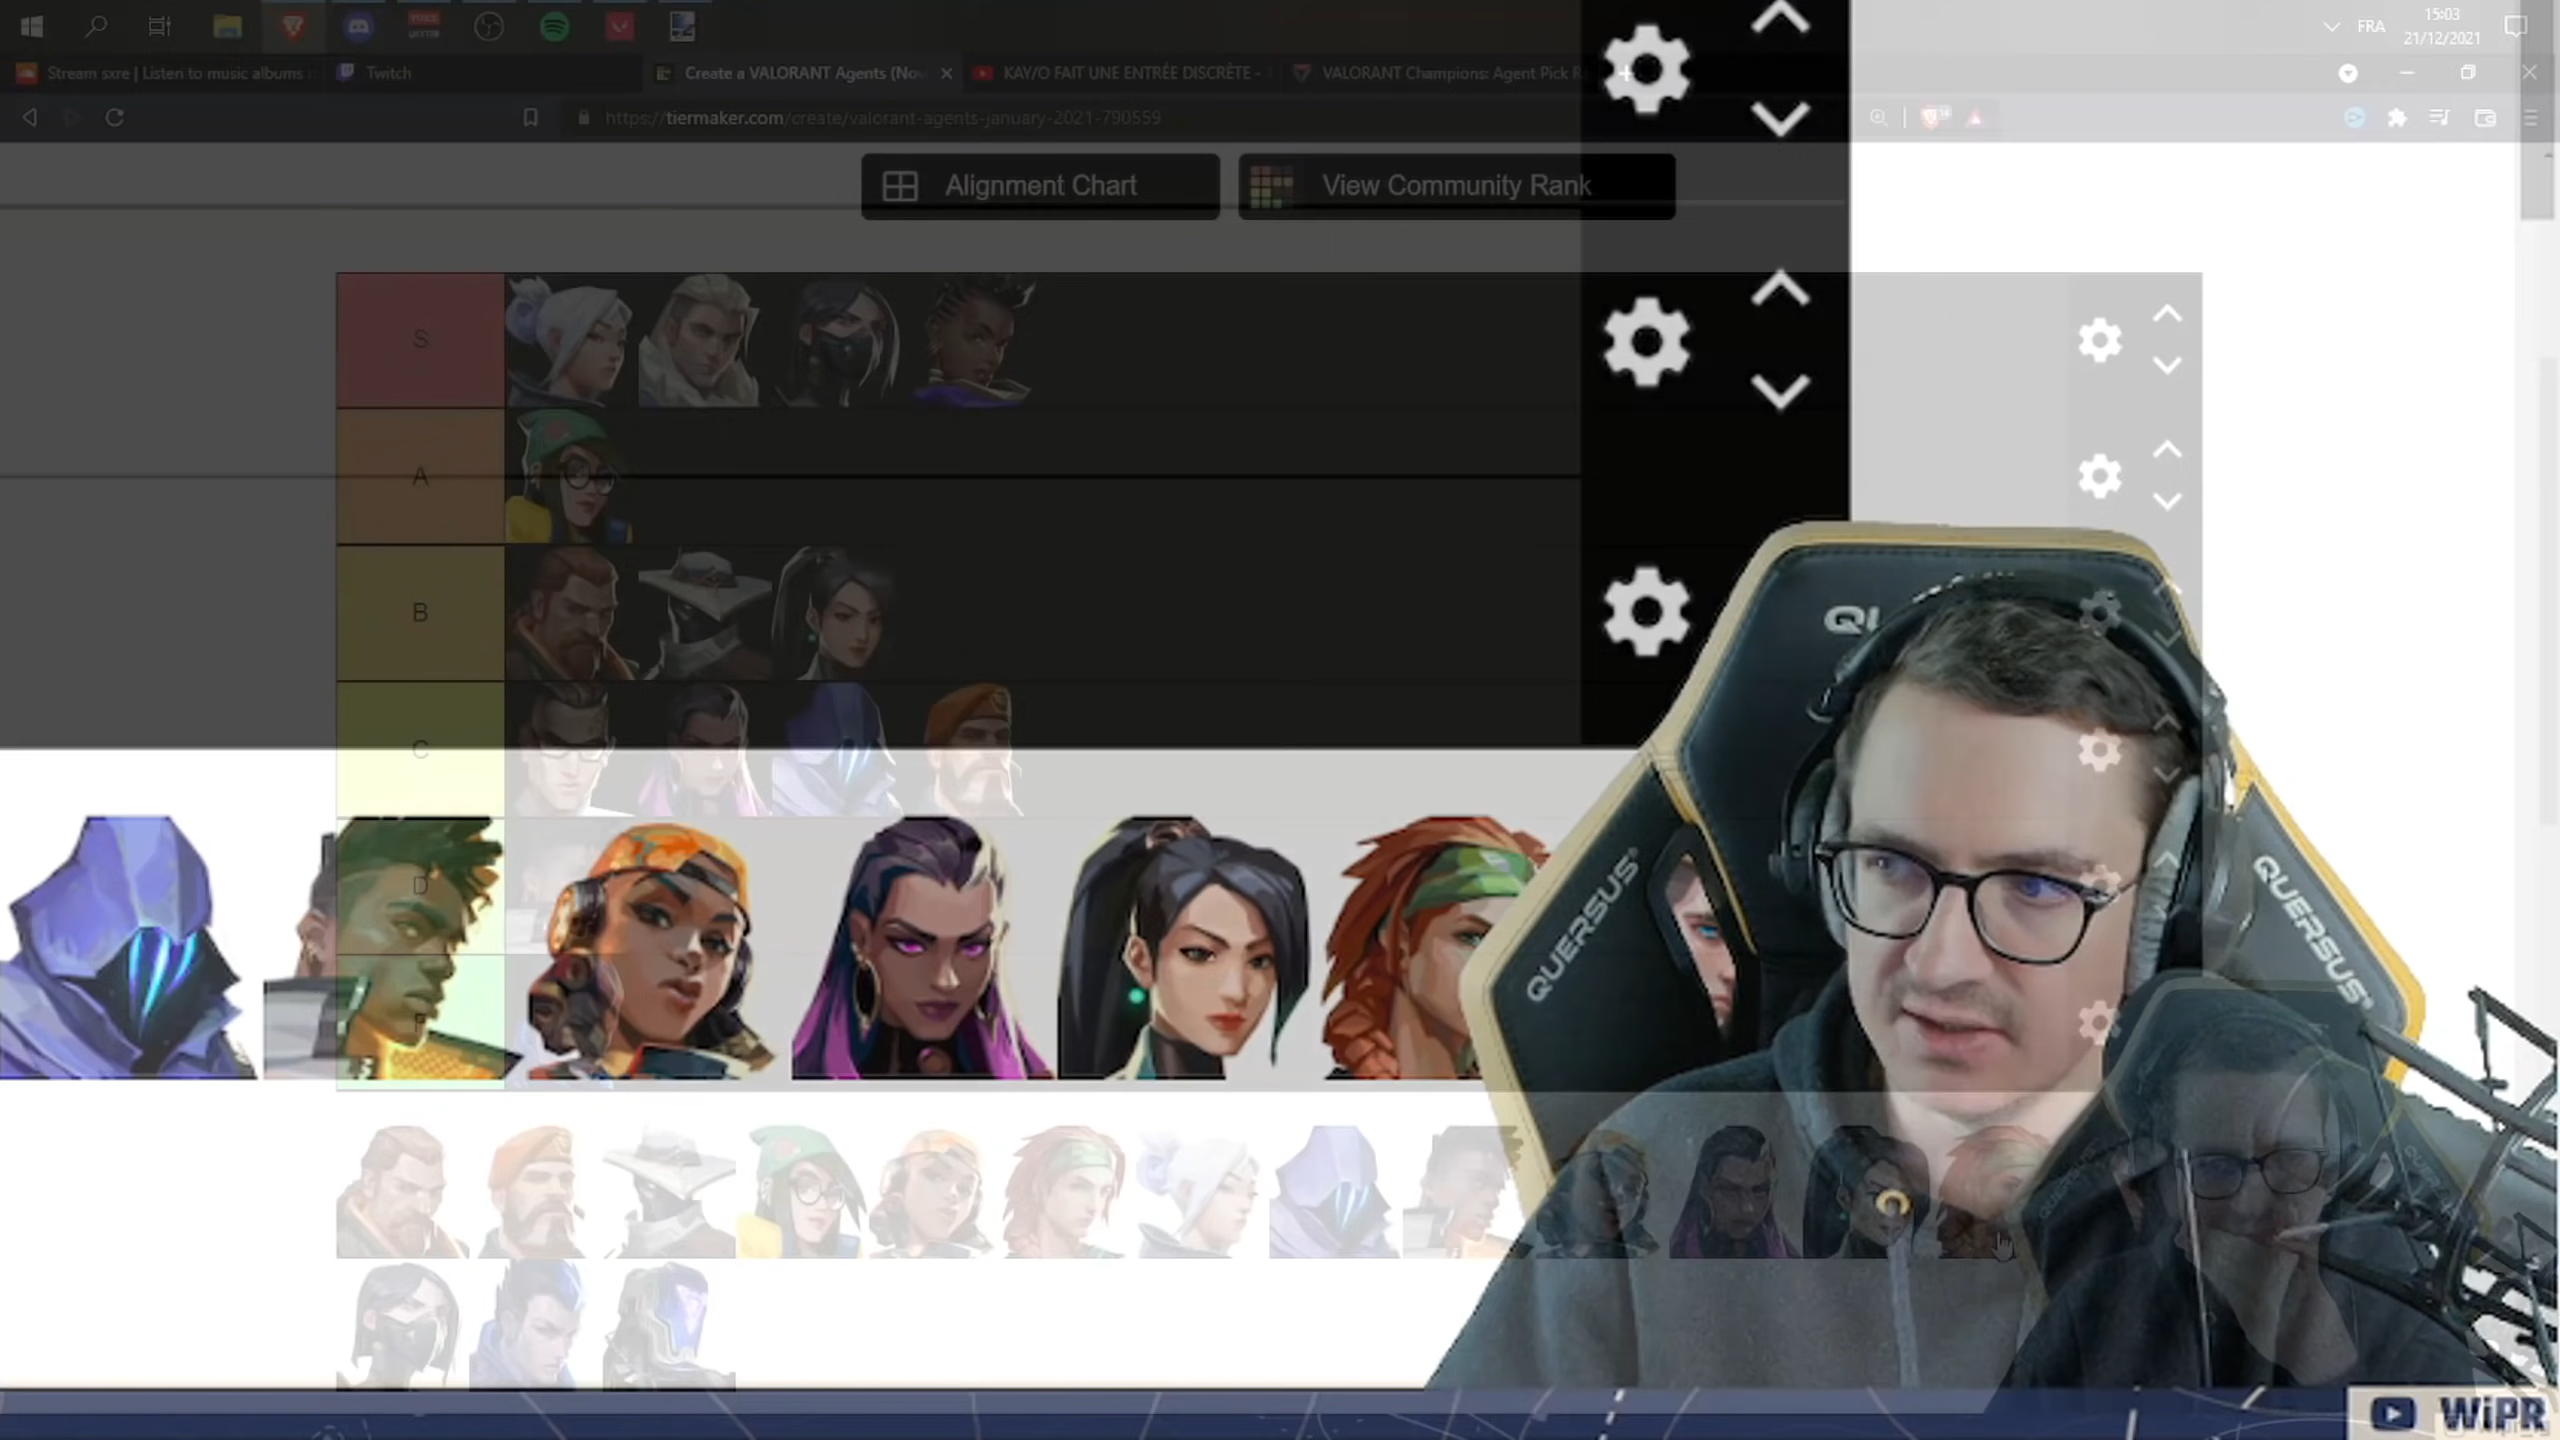 FRA
15:03
21/12/2021
Stream sxre | Listen to music albums
Twitch
Create a VALORANT Agents (Nov
KAY/O FAIT UNE ENTRÉE DISCRÈTE -
VALORANT Champions: Agent Pick R
https://tiermaker.com/create/valorant-agents-january-2021-790559
Alignment Chart
View Community Rank
S
A
B
C
D
F
QUERSUS
QUERSUS
WiPR